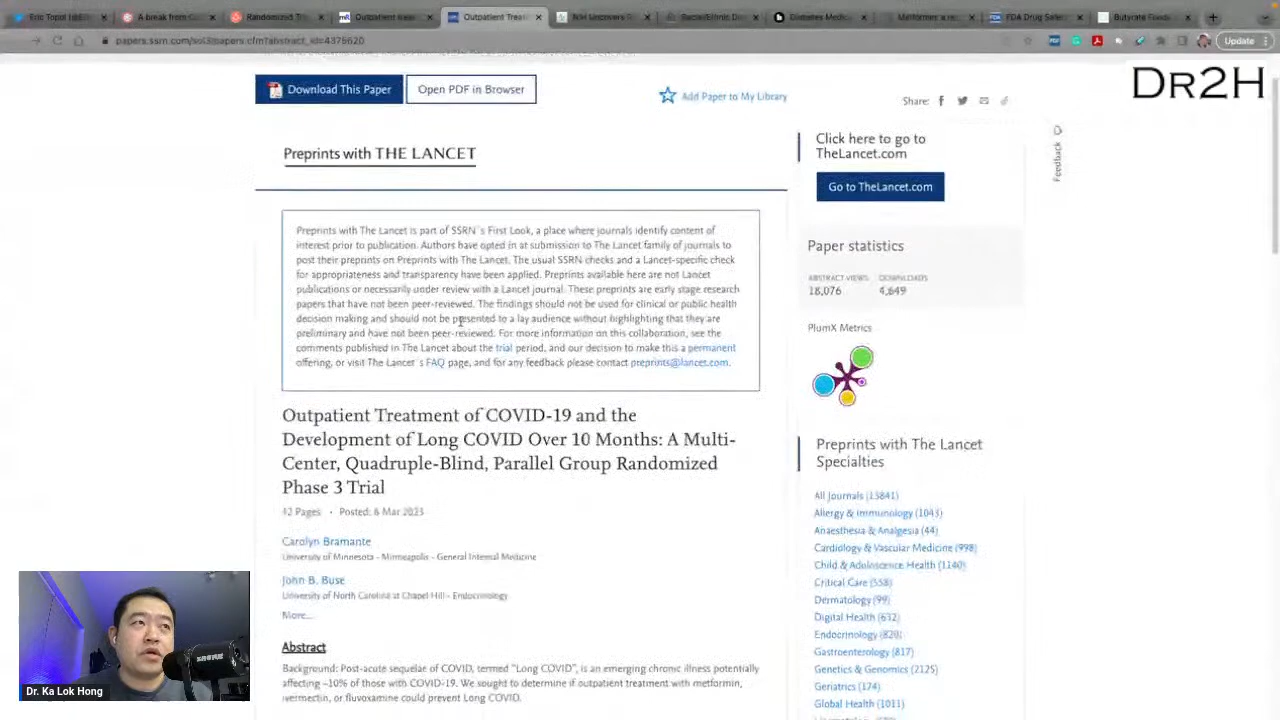 Eric Topol
A break from
Randomized Tri
Outpatient
Outpatient Treat
NIH
Racial/Ethnic
Diabetes Medic
Metformin
FDA Drug Safe
Butyrate
papers.ssrn.com/sol3/papers.cfm?abstract_id=4375620
Update
Dr2H
Download This Paper
Open PDF in Browser
Add Paper to My Library
Share:
Feedback
Preprints with THE LANCET
Preprints with The Lancet is part of SSRN´s First Look, a place where journals identify content of
interest prior to publication. Authors have opted in at submission to The Lancet family of journals to
post their preprints on Preprints with The Lancet. The usual SSRN checks and a Lancet-specific check
for appropriateness and transparency have been applied. Preprints available here are not Lancet
publications or necessarily under review with a Lancet journal. These preprints are early stage research
papers that have not been peer-reviewed. The findings should not be used for clinical or public health
decision making and should not be presented to a lay audience without highlighting that they are
preliminary and have not been peer-reviewed. For more information on this collaboration, see the
comments published in The Lancet about the trial period, and our decision to make this a permanent
offering, or visit The Lancet´s FAQ page, and for any feedback please contact preprints@lancet.com.
Outpatient Treatment of COVID-19 and the
Development of Long COVID Over 10 Months: A Multi-
Center, Quadruple-Blind, Parallel Group Randomized
Phase 3 Trial
42 Pages • Posted: 6 Mar 2023
Carolyn Bramante
University of Minnesota - Minneapolis - General Internal Medicine
John B. Buse
University of North Carolina at Chapel Hill - Endocrinology
More...
Abstract
Background: Post-acute sequelae of COVID, termed "Long COVID", is an emerging chronic illness potentially
affecting ~10% of those with COVID-19. We sought to determine if outpatient treatment with metformin,
ivermectin, or fluvoxamine could prevent Long COVID.
Click here to go to
TheLancet.com
Go to TheLancet.com
Paper statistics
ABSTRACT VIEWS
DOWNLOADS
18,076
4,649
PlumX Metrics
Preprints with The Lancet
Specialties
All Journals (13841)
Allergy & Immunology (1043)
Anaesthesia & Analgesia (44)
Cardiology & Vascular Medicine (998)
Child & Adolescence Health (1140)
Critical Care (558)
Dermatology (99)
Digital Health (632)
Endocrinology (820)
Gastroenterology (817)
Genetics & Genomics (2125)
Geriatrics (174)
Global Health (1011)
Dr. Ka Lok Hong